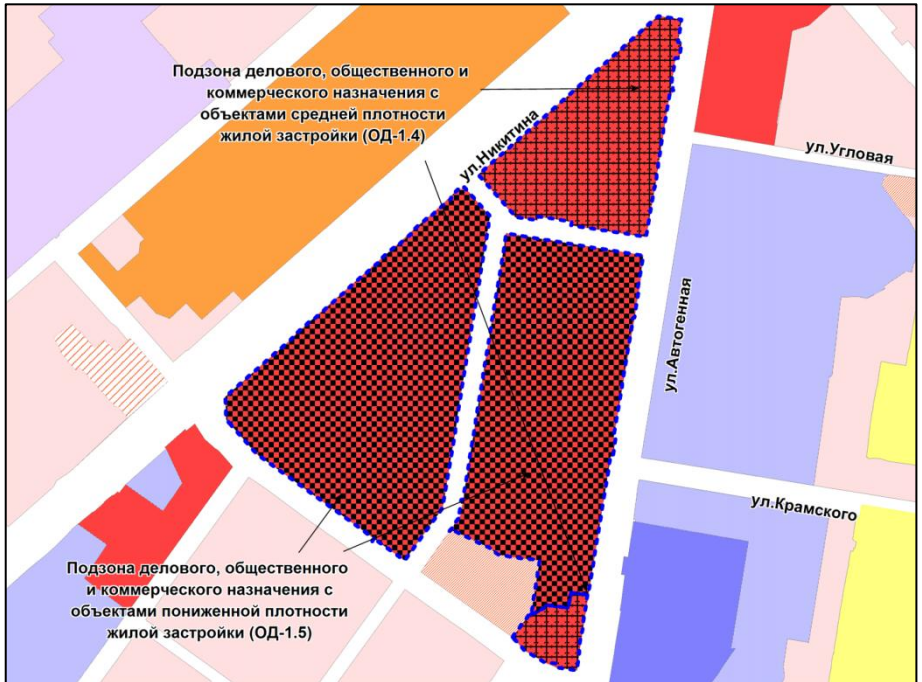 Подзона делового, общественного и
коммерческого назначения с
объектами средней плотности
жилой застройки (ОД-1.4)
ул.Никитина
ул.Угловая
ул.Автогенная
ул.Крамского
Подзона делового, общественного
и коммерческого назначения с
объектами пониженной плотности
жилой застройки (ОД-1.5)